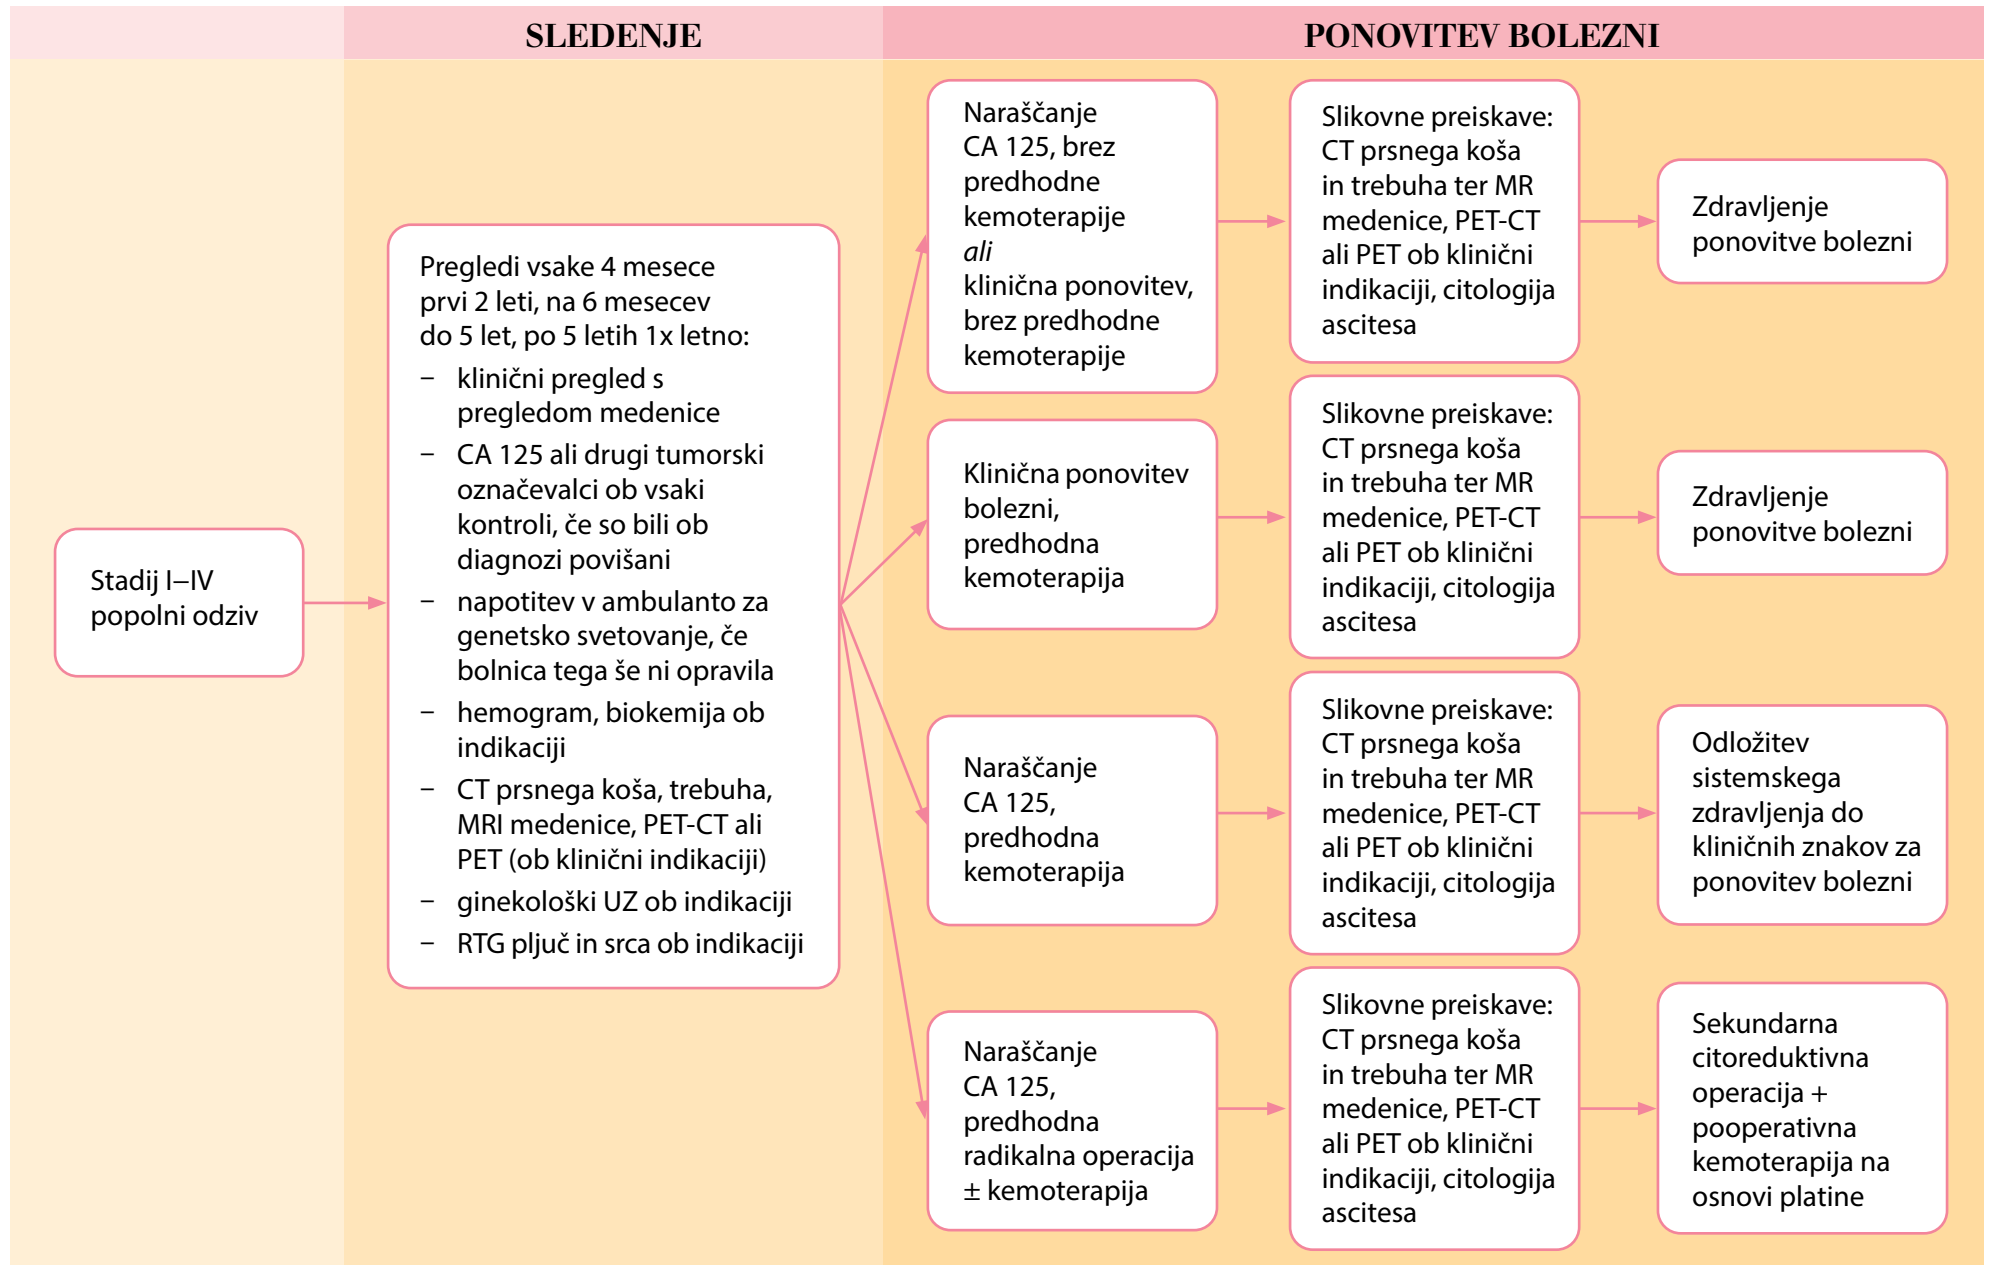 SLEDENJE
PONOVITEV BOLEZNI
Stadij I–IV
popolni odziv
Pregledi vsake 4 mesece
prvi 2 leti, na 6 mesecev
do 5 let, po 5 letih 1x letno:
– klinični pregled s
pregledom medenice
– CA 125 ali drugi tumorski
označevalci ob vsaki
kontroli, če so bili ob
diagnozi povišani
– napotitev v ambulanto za
genetsko svetovanje, če
bolnica tega še ni opravila
– hemogram, biokemija ob
indikaciji
– CT prsnega koša, trebuha,
MRI medenice, PET-CT ali
PET (ob klinični indikaciji)
– ginekološki UZ ob indikaciji
– RTG pljuč in srca ob indikaciji
Naraščanje
CA 125, brez
predhodne
kemoterapije
ali
klinična ponovitev,
brez predhodne
kemoterapije
Slikovne preiskave:
CT prsnega koša
in trebuha ter MR
medenice, PET-CT
ali PET ob klinični
indikaciji, citologija
ascitesa
Zdravljenje
ponovitve bolezni
Klinična ponovitev
bolezni,
predhodna
kemoterapija
Slikovne preiskave:
CT prsnega koša
in trebuha ter MR
medenice, PET-CT
ali PET ob klinični
indikaciji, citologija
ascitesa
Zdravljenje
ponovitve bolezni
Naraščanje
CA 125,
predhodna
kemoterapija
Slikovne preiskave:
CT prsnega koša
in trebuha ter MR
medenice, PET-CT
ali PET ob klinični
indikaciji, citologija
ascitesa
Odložitev
sistemskega
zdravljenja do
kliničnih znakov za
ponovitev bolezni
Naraščanje
CA 125,
predhodna
radikalna operacija
± kemoterapija
Slikovne preiskave:
CT prsnega koša
in trebuha ter MR
medenice, PET-CT
ali PET ob klinični
indikaciji, citologija
ascitesa
Sekundarna
citoreduktivna
operacija +
pooperativna
kemoterapija na
osnovi platine